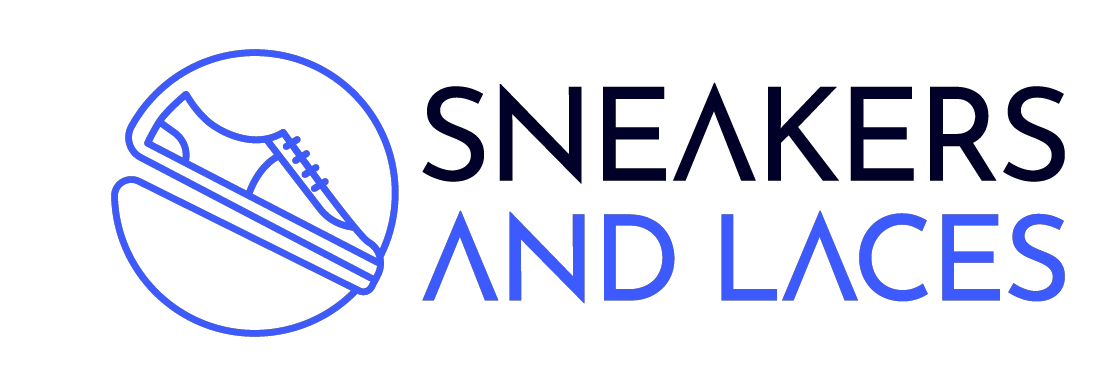 SNEAKERS
AND LACES